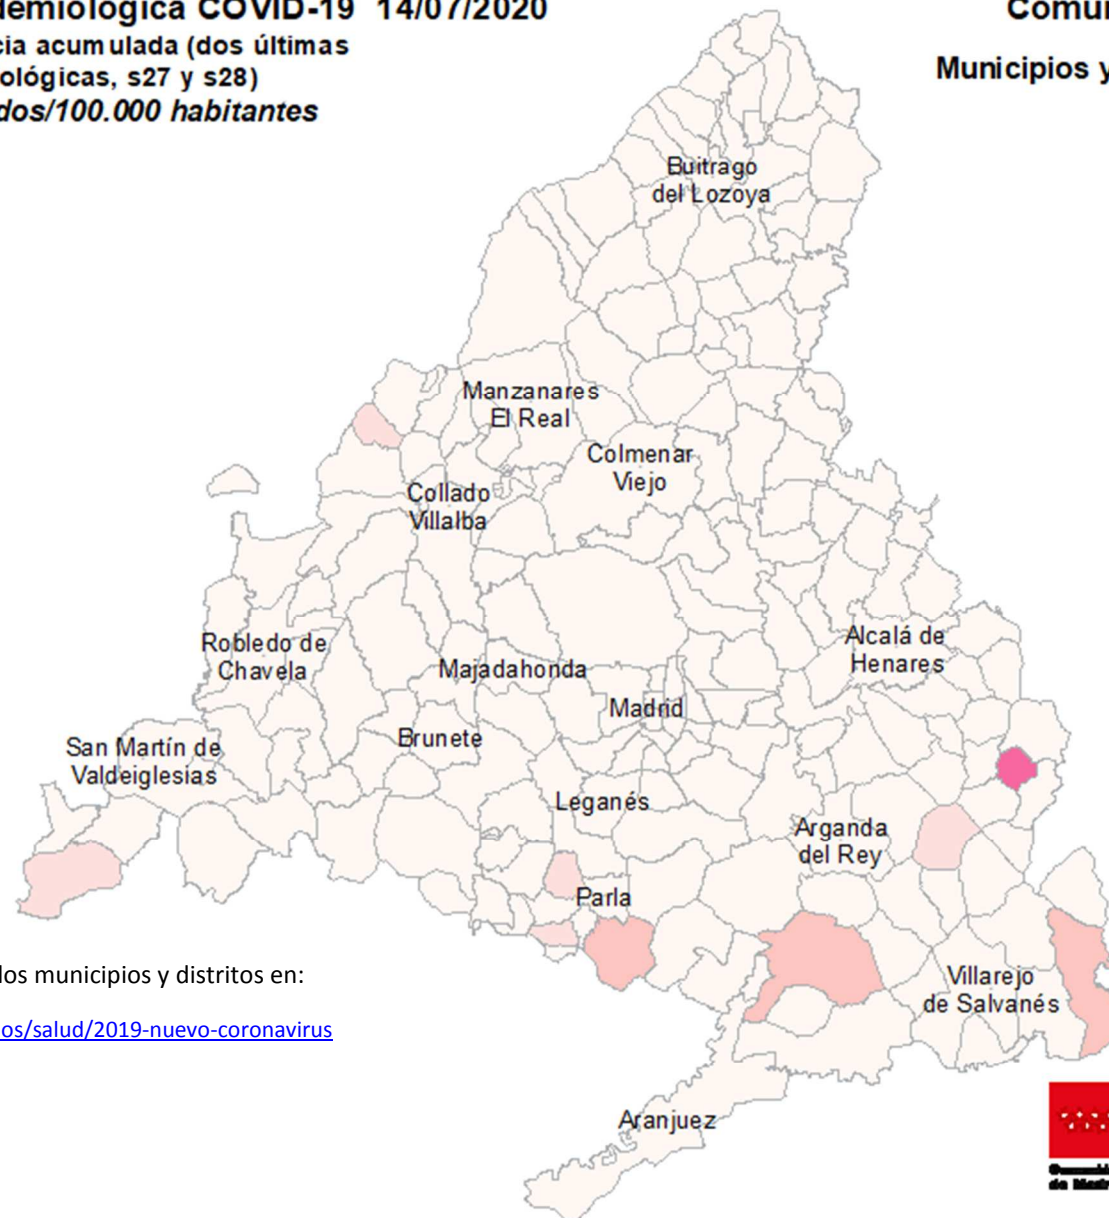 demiológica COVID-19 14/07/2020
cia acumulada (dos últimas
ológicas, s27 y s28)
dos/100.000 habitantes
Comun
Municipios y
Buitrago
del Lozoya
Manzanares
El Real
Colmenar
Viejo
Collado
Villalba
Robledo de
Chavela
Majadahonda
Alcalá de
Henares
Madrid
San Martín de
Valdeiglesias
Brunete
Leganés
Arganda
del Rey
Parla
los municipios y distritos en:
os/salud/2019-nuevo-coronavirus
Villarejo
de Salvanés
Aranjuez
de Madr